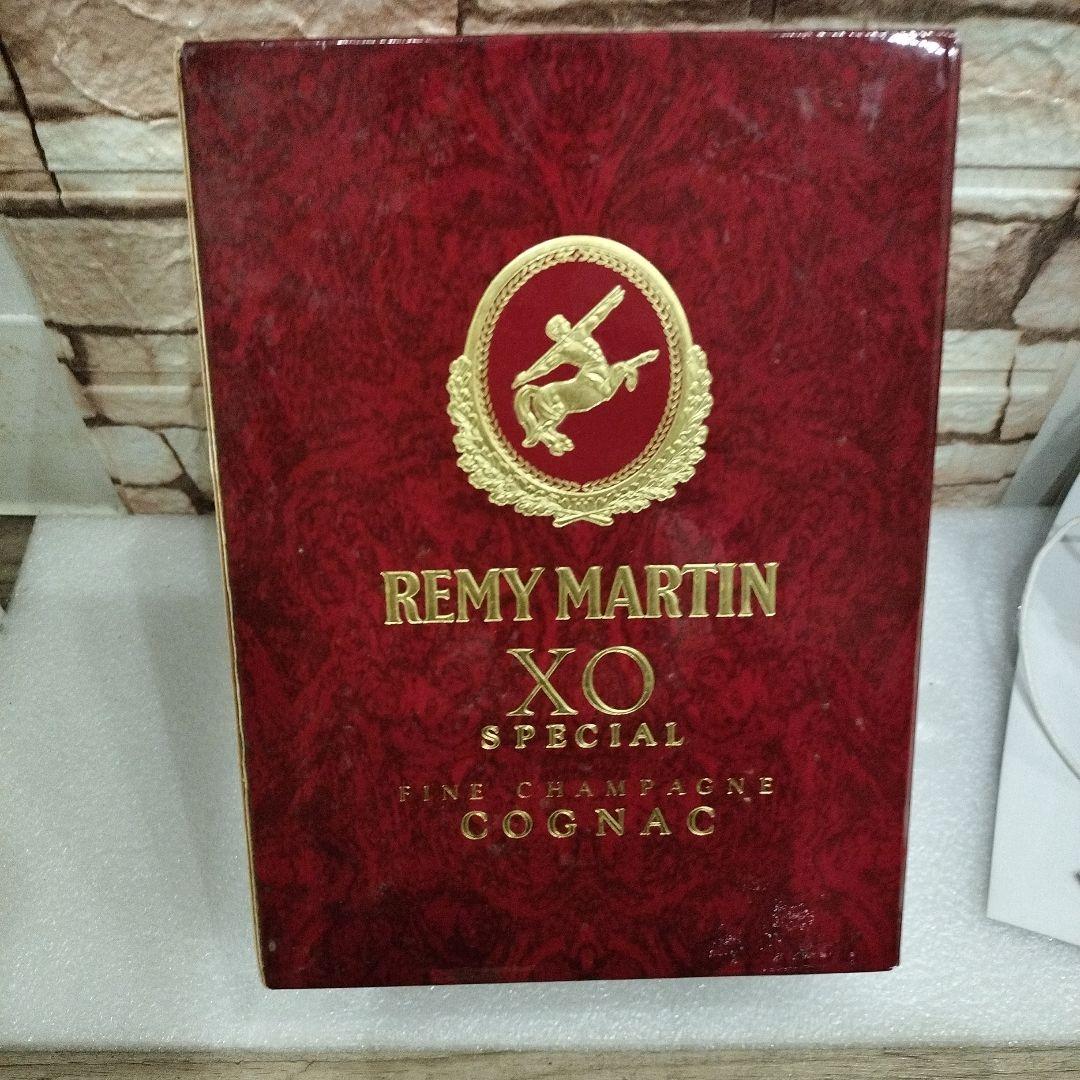 REMY MARTIN
XO
SPECIAL
FINE CHAMPAGNE
COGNAC